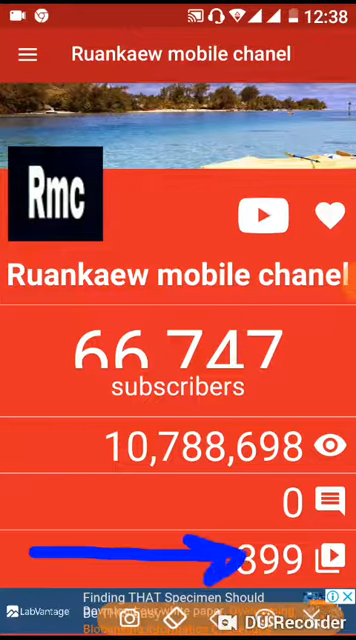 12:38
Ruankaew mobile chanel
Rmc
Ruankaew mobile chanel
66,747
subscribers
10,788,698
0
899
Finding THAT Specimen Should
LabVantage
DU Recorder